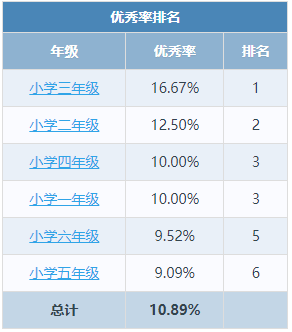 优秀率排名
年级 优秀率 排名
小学三年级 16.67% 1
小学二年级 12.50% 2
小学四年级 10.00% 3
小学一年级 10.00% 3
小学六年级 9.52% 5
小学五年级 9.09% 6
总计 10.89%